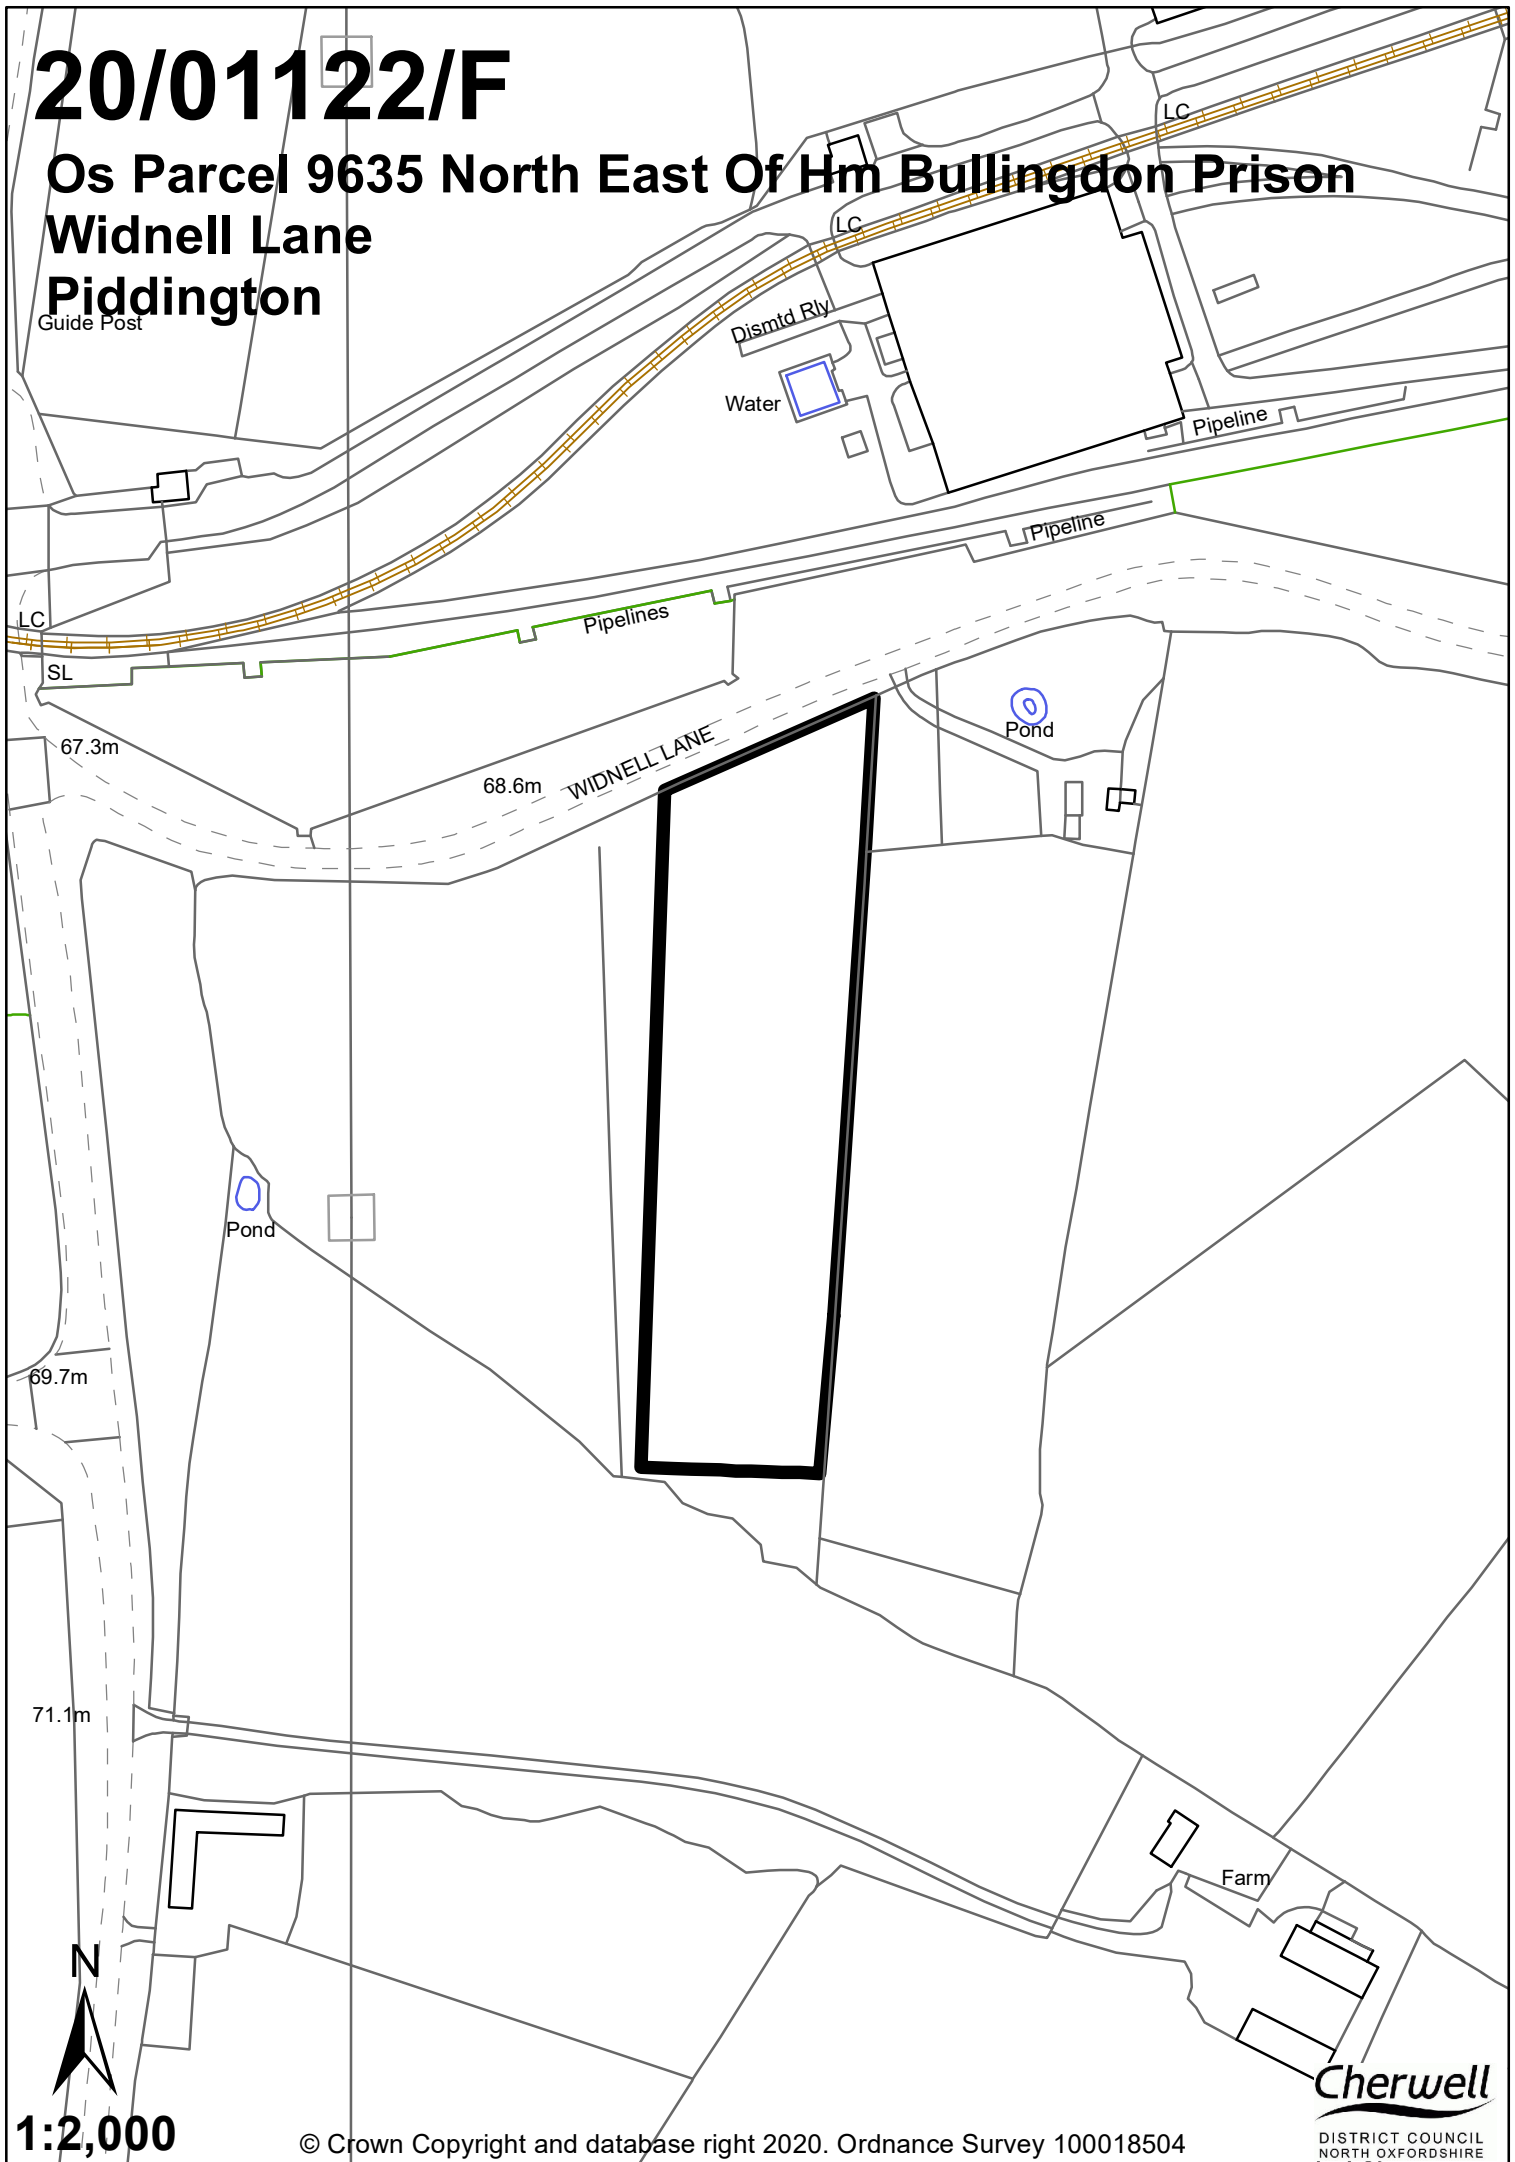 20/01122/F
Os Parcel 9635 North East Of Hm Bullingdon Prison
Widnell Lane
Piddington
Guide Post
LC
LC
Dismtd Rly
Water
Pipeline
Pipeline
Pipelines
LC
SL
67.3m
68.6m
WIDNELL LANE
Pond
Pond
69.7m
71.1m
Farm
N
1:2,000
© Crown Copyright and database right 2020. Ordnance Survey 100018504
Cherwell
DISTRICT COUNCIL
NORTH OXFORDSHIRE